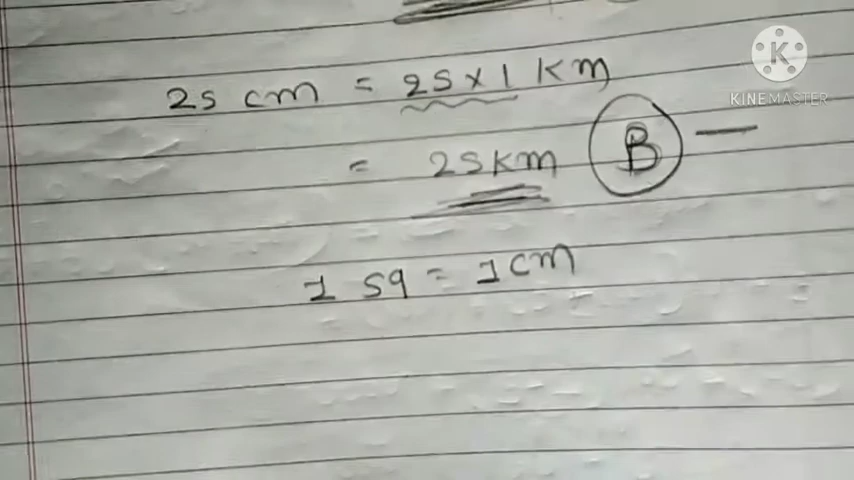 25 cm = 25 x 1 km
= 25 km B -
1 sq = 1 cm
KINEMASTER